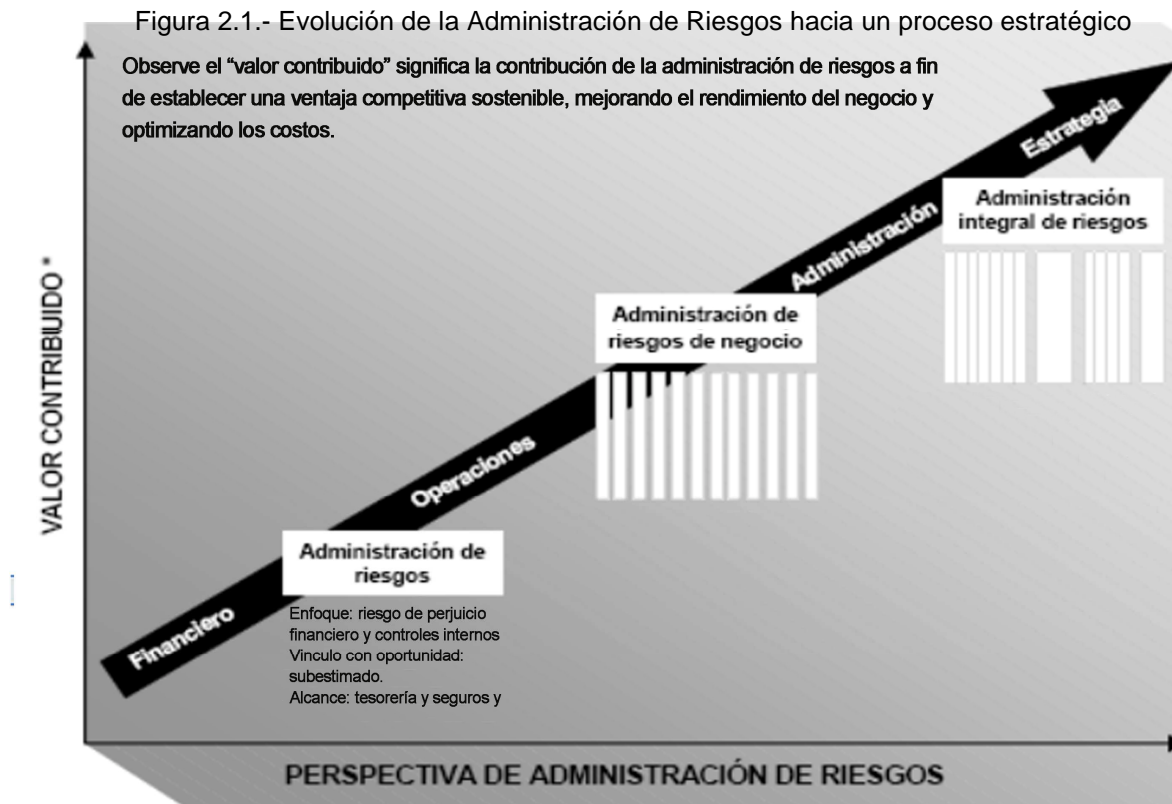 Figura 2.1.- Evolución de la Administración de Riesgos hacia un proceso estratégico
Observe el “valor contribuido” significa la contribución de la administración de riesgos a fin
de establecer una ventaja competitiva sostenible, mejorando el rendimiento del negocio y
optimizando los costos.
VALOR CONTRIBUIDO *
Estrategia
Administración
integral de riesgos
Administración
Administración de
riesgos de negocio
Operaciones
Administración de
riesgos
Financiero
Enfoque: riesgo de perjuicio
financiero y controles internos
Vinculo con oportunidad:
subestimado.
Alcance: tesorería y seguros y
PERSPECTIVA DE ADMINISTRACIÓN DE RIESGOS